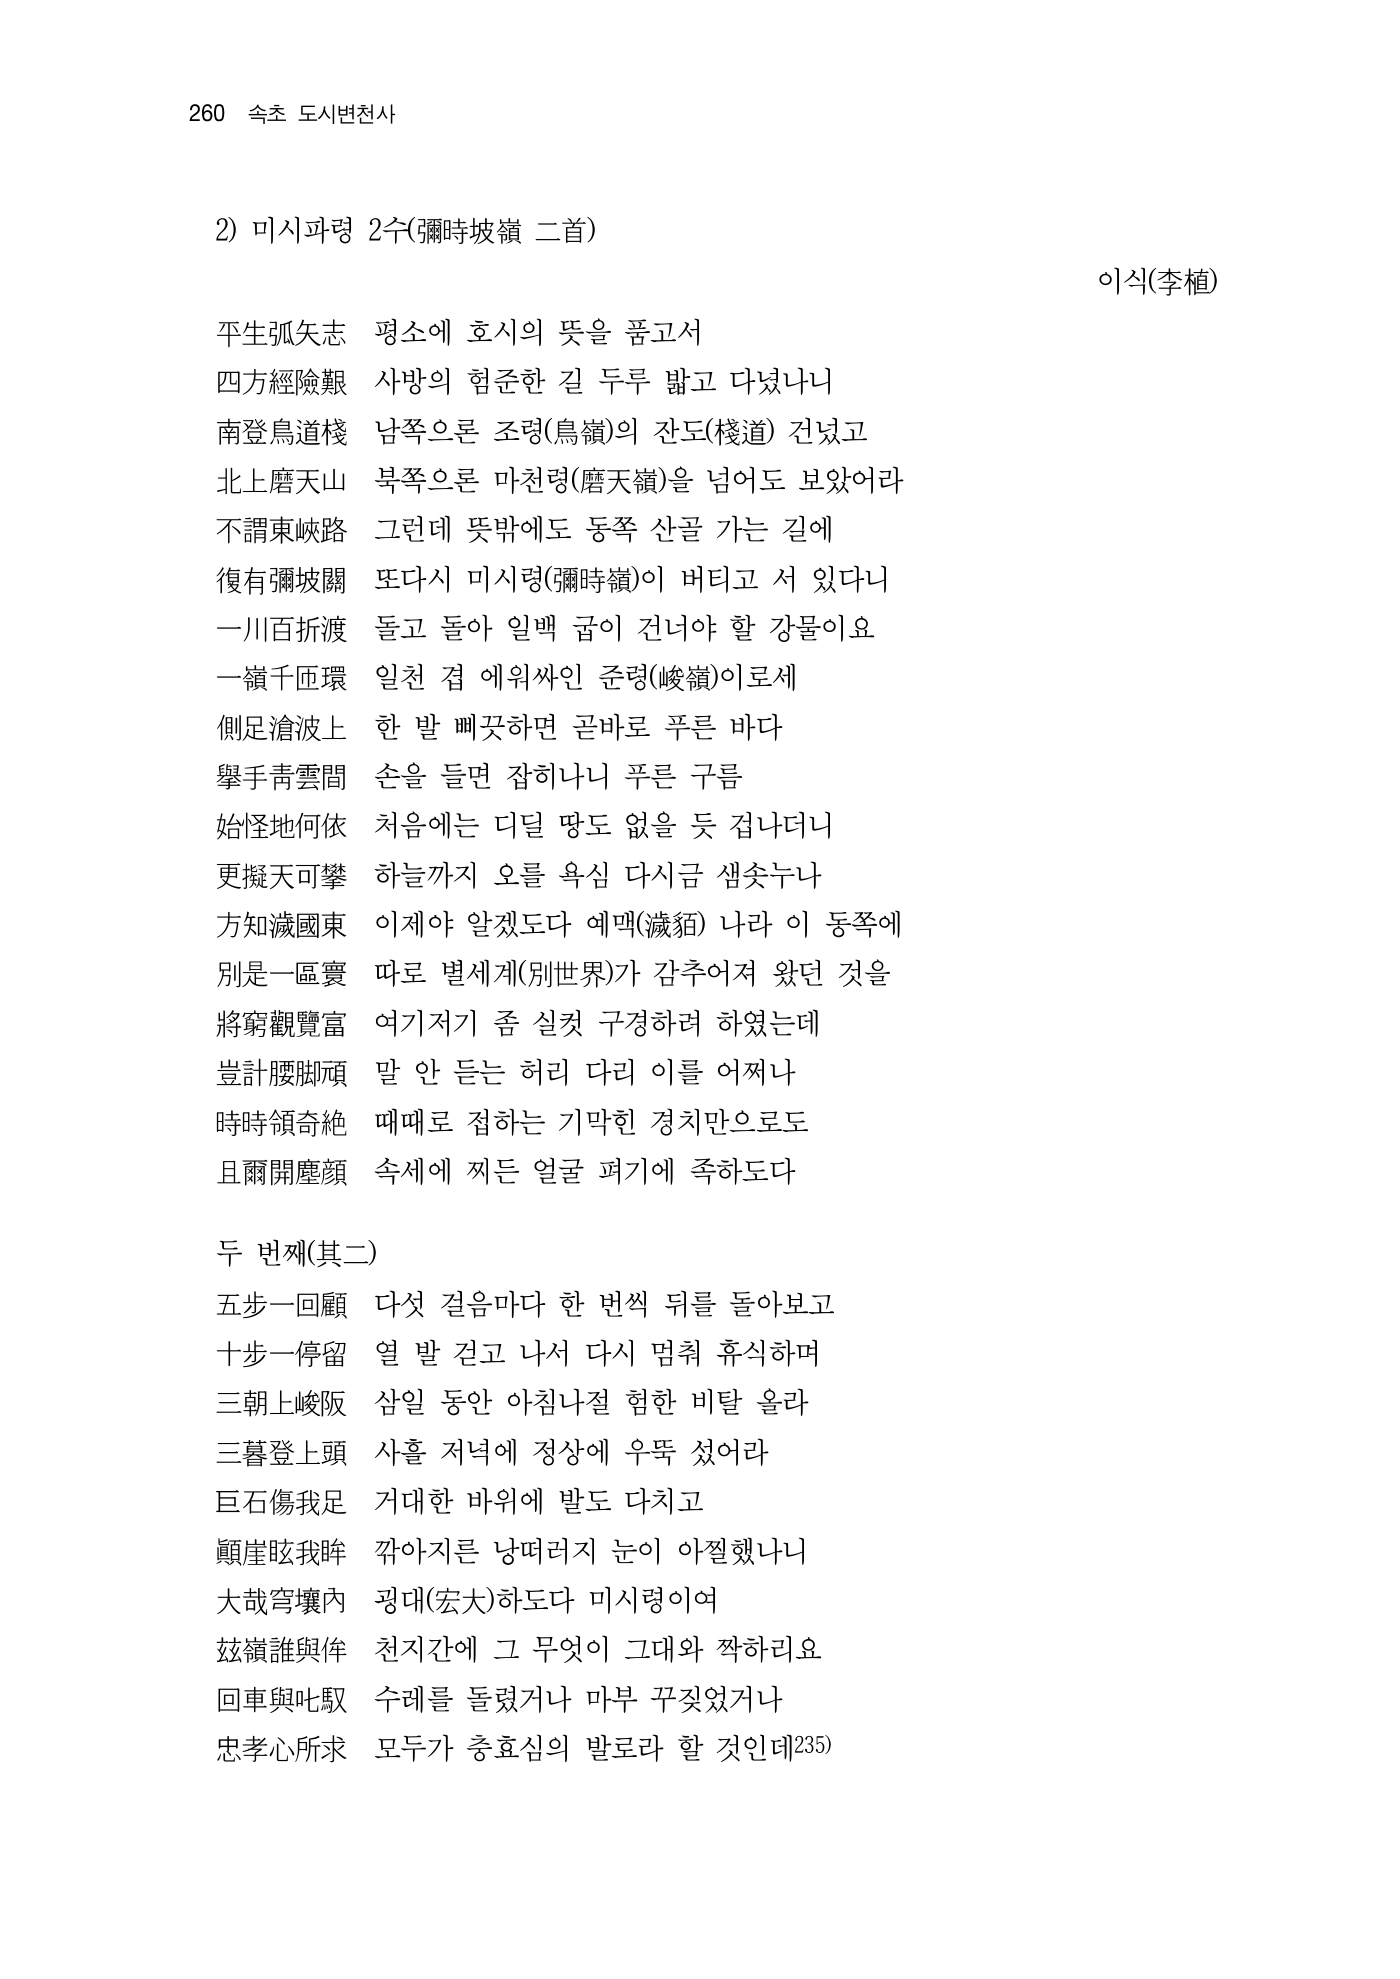 260 속초 도시변천사
2) 미시파령 2수(彌時坡嶺 二首)
이식(李植)
平生弧矢志 평소에 호시의 뜻을 품고서
四方經險艱 사방의 험준한 길 두루 밟고 다녔나니
南登鳥道棧 남쪽으론 조령(鳥嶺)의 잔도(棧道) 건넜고
北上磨天山 북쪽으론 마천령(磨天嶺)을 넘어도 보았어라
不謂東峽路 그런데 뜻밖에도 동쪽 산골 가는 길에
復有彌坡關 또다시 미시령(彌時嶺)이 버티고 서 있다니
一川百折渡 돌고 돌아 일백 굽이 건너야 할 강물이요
一嶺千匝環 일천 겹 에워싸인 준령(峻嶺)이로세
側足滄波上 한 발 삐끗하면 곧바로 푸른 바다
擧手靑雲間 손을 들면 잡히나니 푸른 구름
始怪地何依 처음에는 디딜 땅도 없을 듯 겁나더니
更擬天可攀 하늘까지 오를 욕심 다시금 샘솟누나
方知濊國東 이제야 알겠도다 예맥(濊貊) 나라 이 동쪽에
別是一區寰 따로 별세계(別世界)가 감추어져 왔던 것을
將窮觀覽富 여기저기 좀 실컷 구경하려 하였는데
豈計腰脚頑 말 안 듣는 허리 다리 이를 어쩌나
時時領奇絶 때때로 접하는 기막힌 경치만으로도
且爾開塵顔 속세에 찌든 얼굴 펴기에 족하도다
두 번째(其二)
五步一回顧 다섯 걸음마다 한 번씩 뒤를 돌아보고
十步一停留 열 발 걷고 나서 다시 멈춰 휴식하며
三朝上峻阪 삼일 동안 아침나절 험한 비탈 올라
三暮登上頭 사흘 저녁에 정상에 우뚝 섰어라
巨石傷我足 거대한 바위에 발도 다치고
顚崖眩我眸 깎아지른 낭떠러지 눈이 아찔했나니
大哉穹壤內 굉대(宏大)하도다 미시령이여
玆嶺誰與侔 천지간에 그 무엇이 그대와 짝하리요
回車與叱馭 수레를 돌렸거나 마부 꾸짖었거나
忠孝心所求 모두가 충효심의 발로라 할 것인데235)